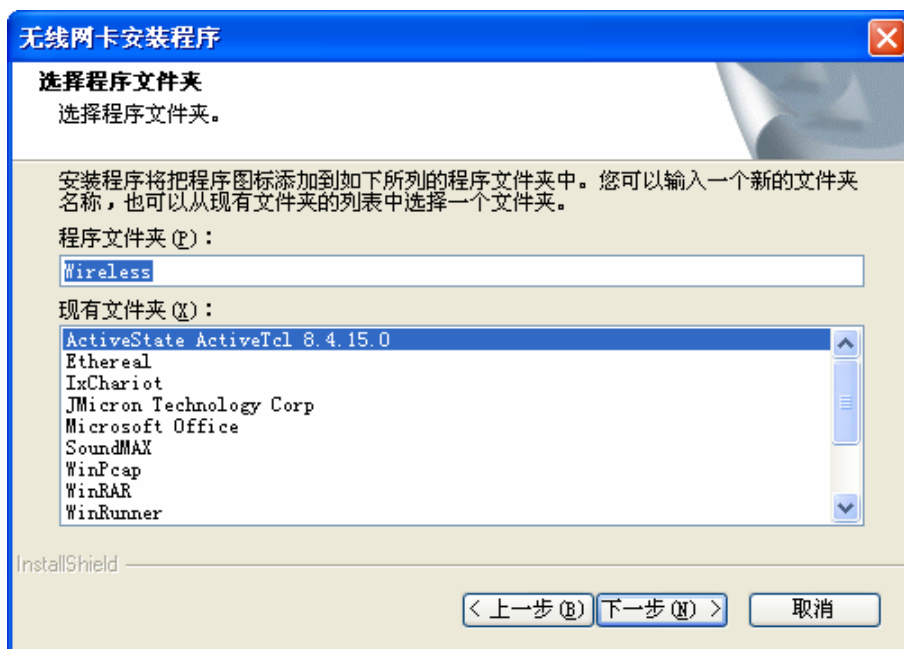 无线网卡安装程序
选择程序文件夹
选择程序文件夹。
安装程序将把程序图标添加到如下所列的程序文件夹中。您可以输入一个新的文件夹
名称，也可以从现有文件夹的列表中选择一个文件夹。
程序文件夹(P)：
Wireless
现有文件夹(X)：
ActiveState ActiveTcl 8.4.15.0
Ethereal
IxChariot
JMicron Technology Corp
Microsoft Office
SoundMAX
WinPcap
WinRAR
WinRunner
InstallShield
< 上一步(B) 下一步(N) > 取消